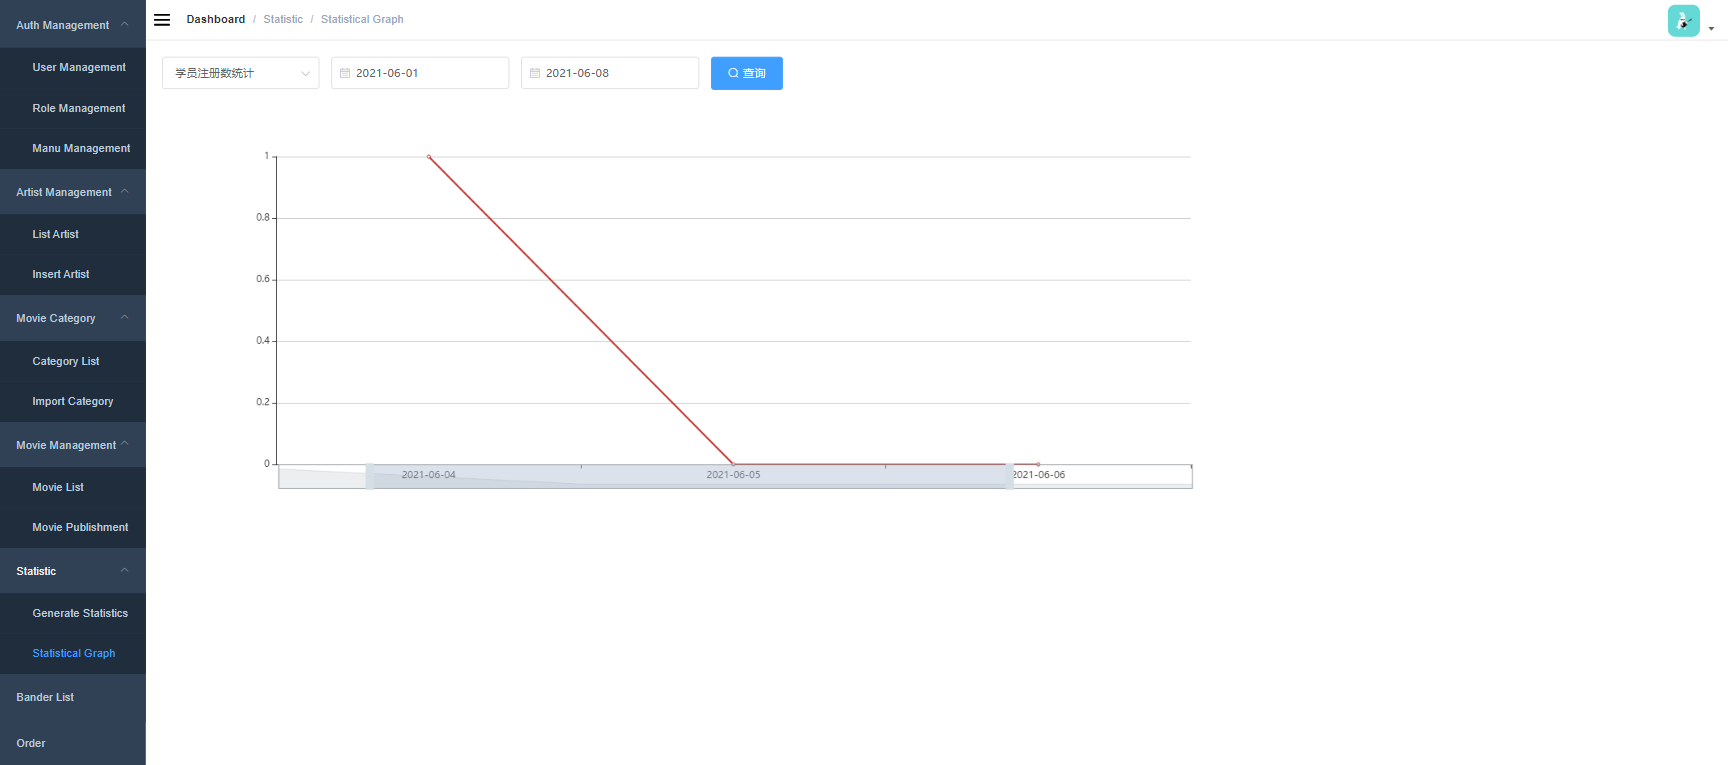 Auth Management
User Management
Role Management
Manu Management
Artist Management
List Artist
Insert Artist
Movie Category
Category List
Import Category
Movie Management
Movie List
Movie Publishment
Statistic
Generate Statistics
Statistical Graph
Bander List
Order
Dashboard / Statistic / Statistical Graph
学员注册数统计 2021-06-01 2021-06-08 查询
1
0.8
0.6
0.4
0.2
0
2021-06-04 2021-06-05 2021-06-06